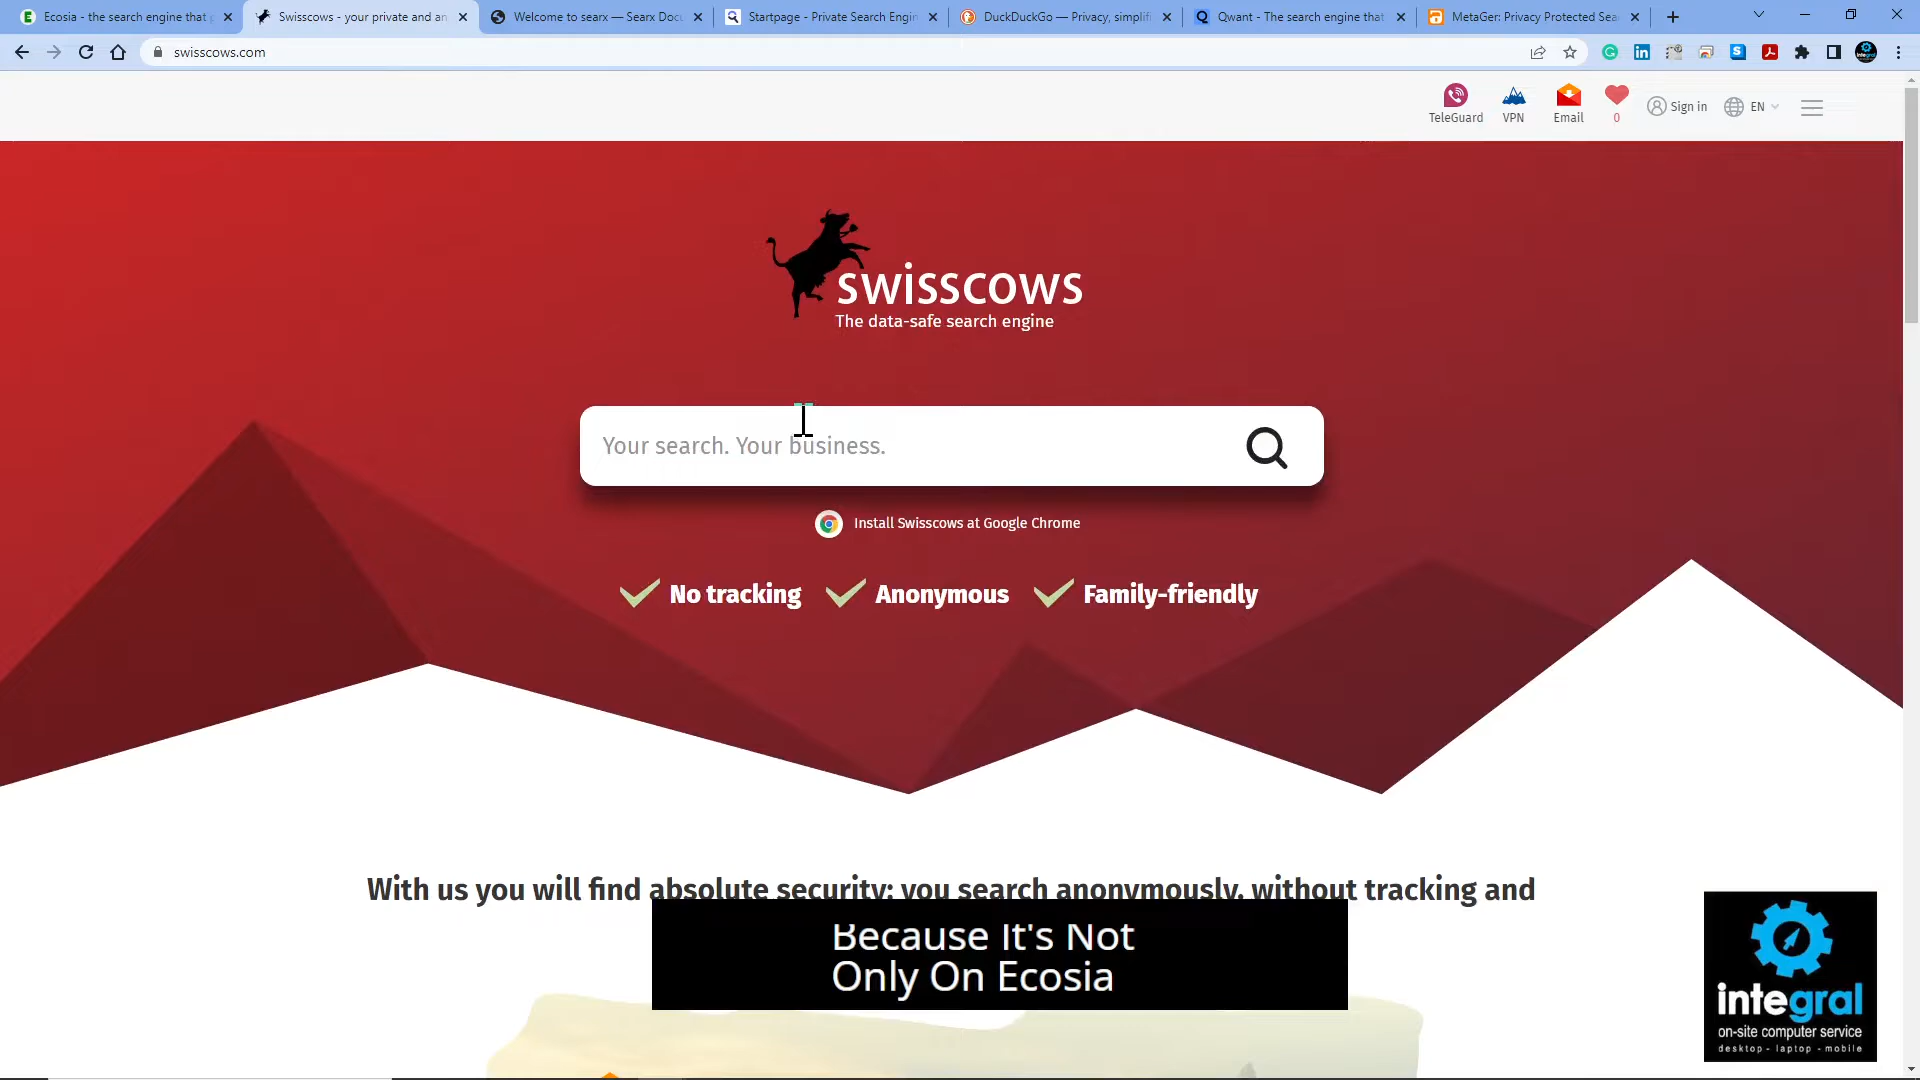 Ecosia - the search engine that p
Swisscows - your private and an
Welcome to searx — Searx Docu
Startpage - Private Search Engin
DuckDuckGo — Privacy, simplifi
Qwant - The search engine that
MetaGer: Privacy Protected Sea
swisscows.com
TeleGuard
VPN
Email
0
Sign in
EN
swisscows
The data-safe search engine
Your search. Your business.
Install Swisscows at Google Chrome
No tracking
Anonymous
Family-friendly
With us you will find absolute security: you search anonymously, without tracking and
Because It's Not
Only On Ecosia
integral
on-site computer service
desktop - laptop - mobile